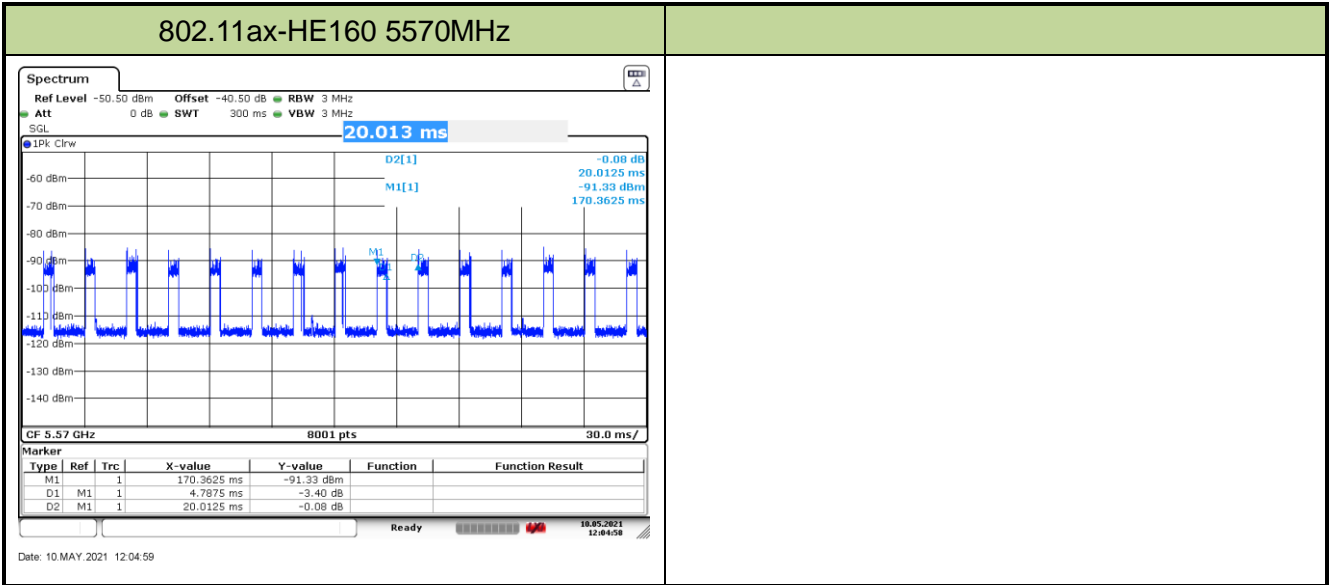 802.11ax-HE160 5570MHz
Spectrum
Ref Level -50.50 dBm Offset -40.50 dB RBW 3 MHz
Att 0 dB SWT 300 ms VBW 3 MHz
SGL
20.013 ms
1Pk Clrw
D2[1] -0.08 dB
20.0125 ms
M1[1] -91.33 dBm
170.3625 ms
-60 dBm
-70 dBm
-80 dBm
M1
D2
-90 dBm
-100 dBm
-110 dBm
-120 dBm
-130 dBm
-140 dBm
CF 5.57 GHz 8001 pts 30.0 ms/
Marker
Type Ref Trc X-value Y-value Function Function Result
M1 1 170.3625 ms -91.33 dBm
D1 M1 1 4.7875 ms -3.40 dB
D2 M1 1 20.0125 ms -0.08 dB
Ready 10.05.2021
12:04:58
Date: 10.MAY.2021 12:04:59